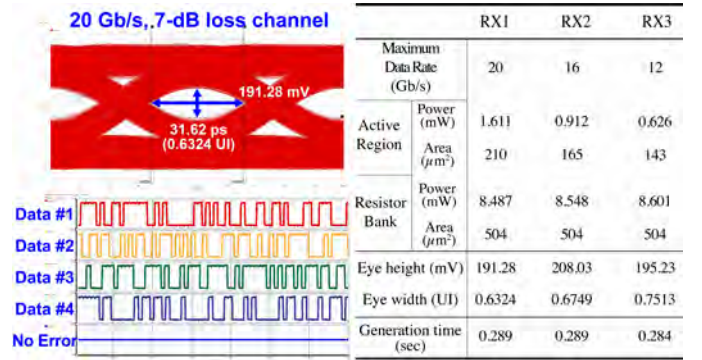 20 Gb/s, 7-dB loss channel
191.28 mV
31.62 ps
(0.6324 UI)
Data #1
Data #2
Data #3
Data #4
No Error
RX1 RX2 RX3
Maximum
Data Rate
(Gb/s)
20 16 12
Active
Region
Power
(mW)
1.611 0.912 0.626
Area
(μm²)
210 165 143
Resistor
Bank
Power
(mW)
8.487 8.548 8.601
Area
(μm²)
504 504 504
Eye height (mV) 191.28 208.03 195.23
Eye width (UI) 0.6324 0.6749 0.7513
Generation time
(sec)
0.289 0.289 0.284